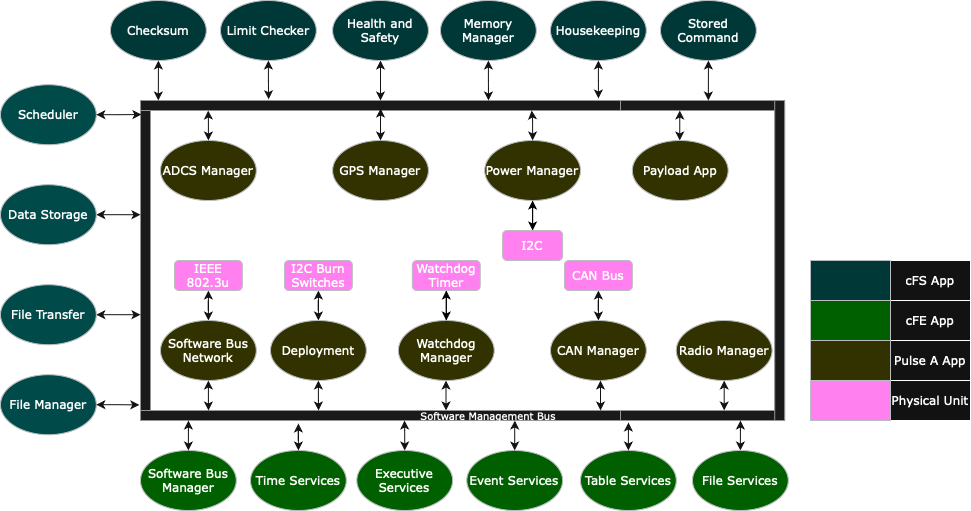 Checksum
Limit Checker
Health and
Safety
Memory
Manager
Housekeeping
Stored
Command
Scheduler
Data Storage
File Transfer
File Manager
ADCS Manager
GPS Manager
Power Manager
Payload App
I2C
IEEE
802.3u
I2C Burn
Switches
Watchdog
Timer
CAN Bus
Software Bus
Network
Deployment
Watchdog
Manager
CAN Manager
Radio Manager
Software Management Bus
Software Bus
Manager
Time Services
Executive
Services
Event Services
Table Services
File Services
cFS App
cFE App
Pulse A App
Physical Unit